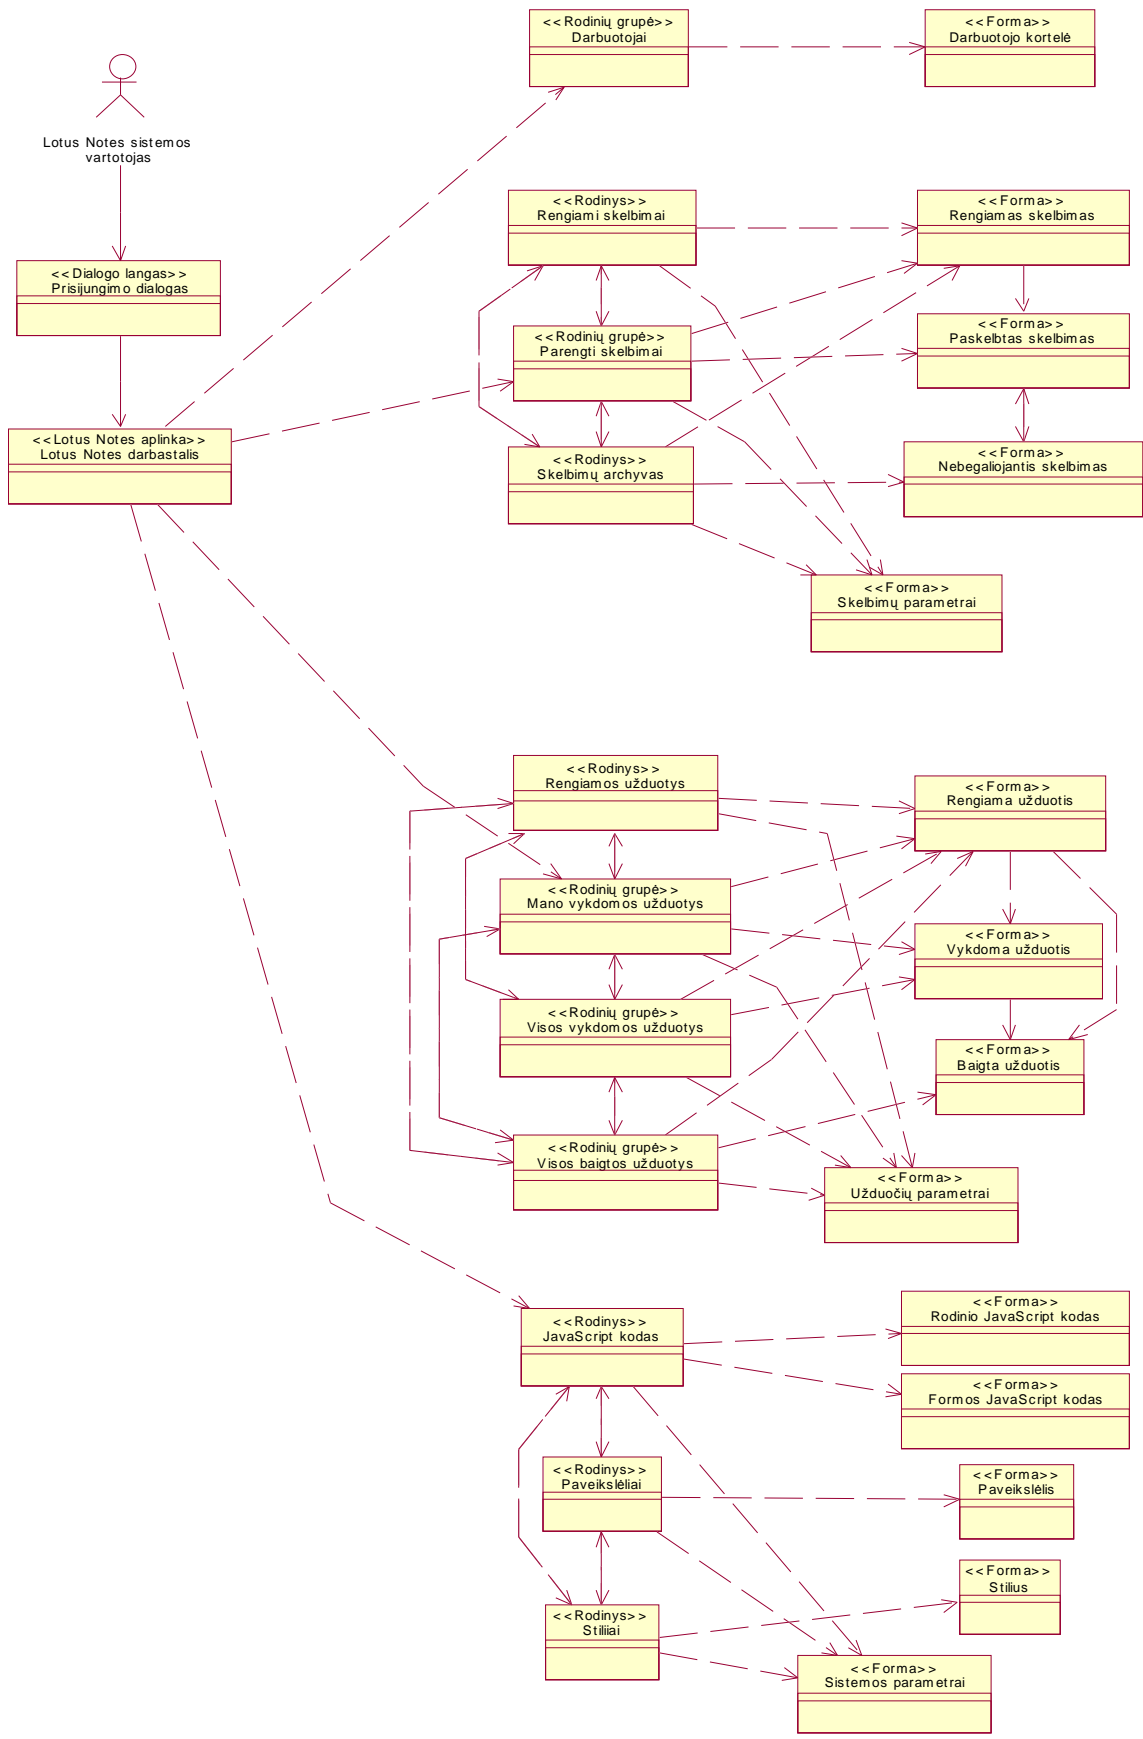 <<Rodinių grupė>>
Darbuotojai
<<Forma>>
Darbuotojo kortelė
Lotus Notes sistemos
vartotojas
<<Rodinys>>
Rengiami skelbimai
<<Forma>>
Rengiamas skelbimas
<<Dialogo langas>>
Prisijungimo dialogas
<<Rodinių grupė>>
Parengti skelbimai
<<Forma>>
Paskelbtas skelbimas
<<Lotus Notes aplinka>>
Lotus Notes darbastalis
<<Rodinys>>
Skelbimų archyvas
<<Forma>>
Nebegaliojantis skelbimas
<<Forma>>
Skelbimų parametrai
<<Rodinys>>
Rengiamos užduotys
<<Forma>>
Rengiama užduotis
<<Rodinių grupė>>
Mano vykdomos užduotys
<<Forma>>
Vykdoma užduotis
<<Rodinių grupė>>
Visos vykdomos užduotys
<<Forma>>
Baigta užduotis
<<Rodinių grupė>>
Visos baigtos užduotys
<<Forma>>
Užduočių parametrai
<<Rodinys>>
JavaScript kodas
<<Forma>>
Rodinio JavaScript kodas
<<Forma>>
Formos JavaScript kodas
<<Rodinys>>
Paveikslėliai
<<Forma>>
Paveikslėlis
<<Forma>>
Stilius
<<Rodinys>>
Stiliiai
<<Forma>>
Sistemos parametrai